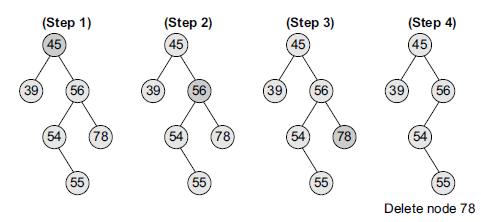 (Step 1) (Step 2) (Step 3) (Step 4)
45 45 45 45
39 56 39 56 39 56 39 56
54 78 54 78 54 78 54
55 55 55 55
Delete node 78